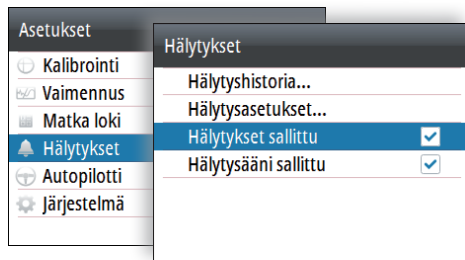 Asetukset
Kalibrointi
Vaimennus
Matka loki
Hälytykset
Autopilotti
Järjestelmä
Hälytykset
Hälytyshistoria...
Hälytysasetukset...
Hälytykset sallittu
Hälytysääni sallittu